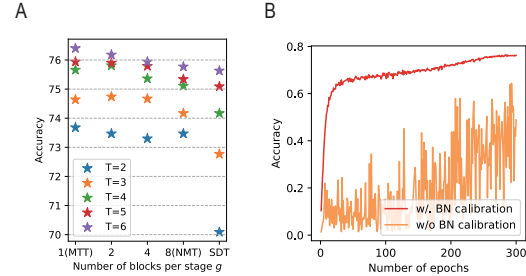 A
Accuracy
76
75
74
73
72
71
70
T=2
T=3
T=4
T=5
T=6
1(MTT) 2 4 8(NMT) SDT
Number of blocks per stage g
B
Accuracy
0.8
0.6
0.4
0.2
0.0
w/. BN calibration
w/o BN calibration
0 100 200 300
Number of epochs